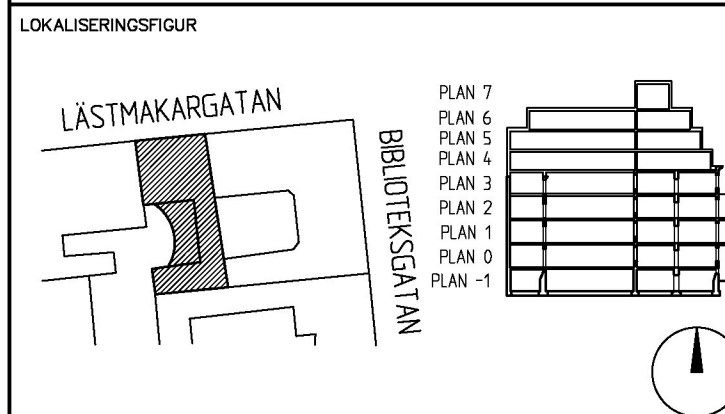 LOKALISERINGSFIGUR
LÄSTMAKARGATAN
BIBLIOTEKSGATAN
PLAN 7
PLAN 6
PLAN 5
PLAN 4
PLAN 3
PLAN 2
PLAN 1
PLAN 0
PLAN -1